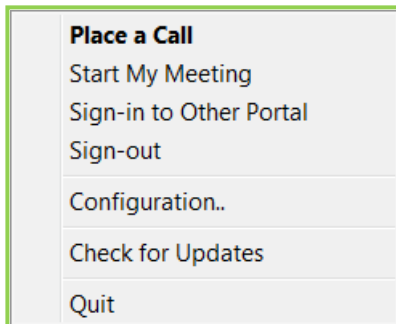 Place a Call
Start My Meeting
Sign-in to Other Portal
Sign-out
Configuration..
Check for Updates
Quit